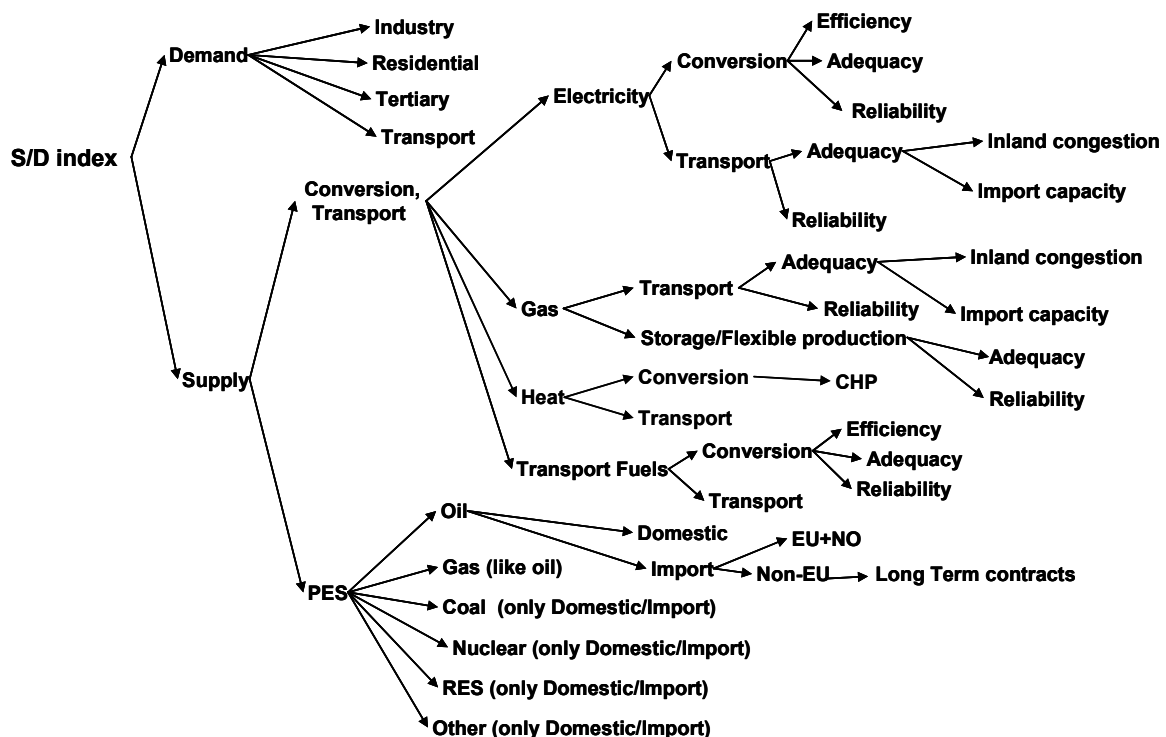 S/D index
Demand
Industry
Residential
Tertiary
Transport
Supply
Conversion,
Transport
Electricity
Conversion
Efficiency
Adequacy
Reliability
Transport
Adequacy
Inland congestion
Import capacity
Reliability
Gas
Transport
Adequacy
Inland congestion
Import capacity
Reliability
Storage/Flexible production
Adequacy
Reliability
Heat
Conversion
CHP
Transport
Transport Fuels
Conversion
Efficiency
Adequacy
Reliability
Transport
PES
Oil
Domestic
Import
EU+NO
Non-EU
Long Term contracts
Gas (like oil)
Coal (only Domestic/Import)
Nuclear (only Domestic/Import)
RES (only Domestic/Import)
Other (only Domestic/Import)